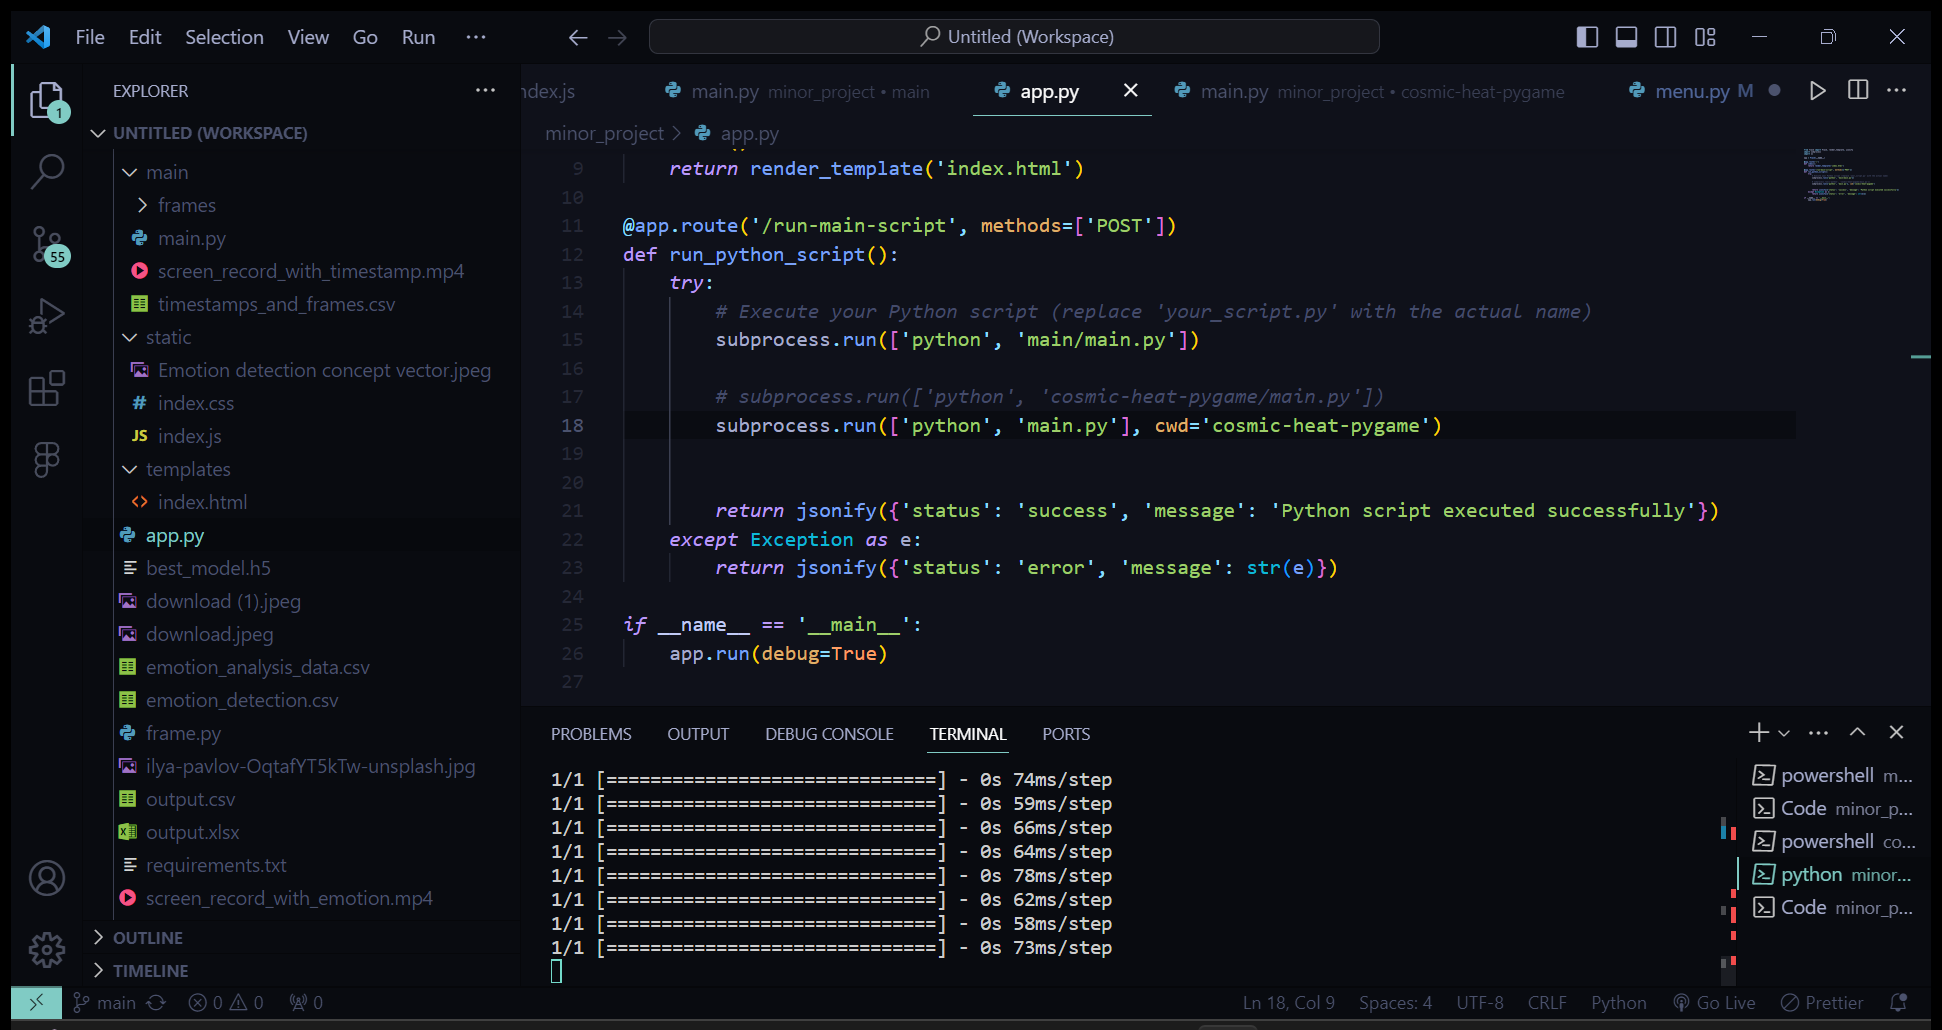 File Edit Selection View Go Run ···
Untitled (Workspace)
EXPLORER
1
UNTITLED (WORKSPACE)
main
frames
main.py
screen_record_with_timestamp.mp4
timestamps_and_frames.csv
static
Emotion detection concept vector.jpeg
# index.css
JS index.js
templates
<> index.html
app.py
best_model.h5
download (1).jpeg
download.jpeg
emotion_analysis_data.csv
emotion_detection.csv
frame.py
ilya-pavlov-OqtafYT5kTw-unsplash.jpg
output.csv
output.xlsx
requirements.txt
screen_record_with_emotion.mp4
OUTLINE
TIMELINE
55
ndex.js main.py minor_project • main app.py main.py minor_project • cosmic-heat-pygame menu.py M
minor_project > app.py
9 return render_template('index.html')
10
11 @app.route('/run-main-script', methods=['POST'])
12 def run_python_script():
13 try:
14 # Execute your Python script (replace 'your_script.py' with the actual name)
15 subprocess.run(['python', 'main/main.py'])
16
17 # subprocess.run(['python', 'cosmic-heat-pygame/main.py'])
18 subprocess.run(['python', 'main.py'], cwd='cosmic-heat-pygame')
19
20
21 return jsonify({'status': 'success', 'message': 'Python script executed successfully'})
22 except Exception as e:
23 return jsonify({'status': 'error', 'message': str(e)})
24
25 if __name__ == '__main__':
26 app.run(debug=True)
27
PROBLEMS OUTPUT DEBUG CONSOLE TERMINAL PORTS
1/1 [==============================] - 0s 74ms/step
1/1 [==============================] - 0s 59ms/step
1/1 [==============================] - 0s 66ms/step
1/1 [==============================] - 0s 64ms/step
1/1 [==============================] - 0s 78ms/step
1/1 [==============================] - 0s 62ms/step
1/1 [==============================] - 0s 58ms/step
1/1 [==============================] - 0s 73ms/step
powershell m...
Code minor_p...
powershell co...
python minor...
Code minor_p...
main 0 0 0 Ln 18, Col 9 Spaces: 4 UTF-8 CRLF Python Go Live Prettier